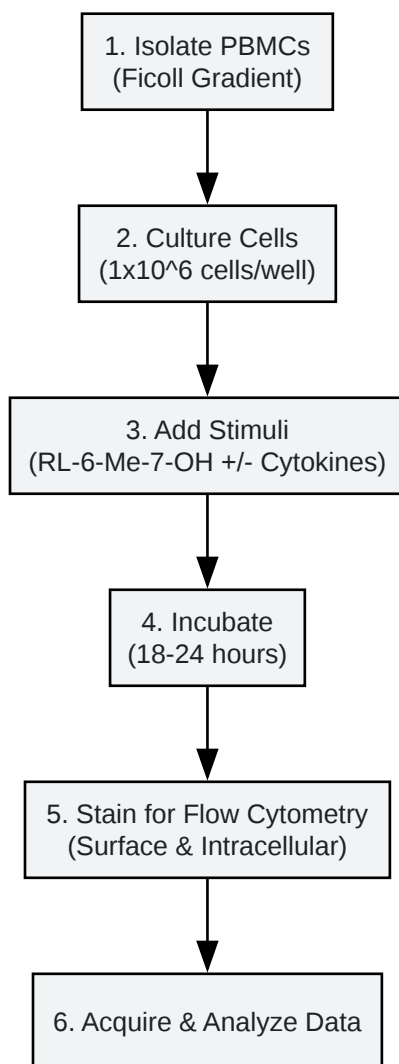 1. Isolate PBMCs
(Ficoll Gradient)
2. Culture Cells
(1x10^6 cells/well)
3. Add Stimuli
(RL-6-Me-7-OH +/- Cytokines)
4. Incubate
(18-24 hours)
5. Stain for Flow Cytometry
(Surface & Intracellular)
6. Acquire & Analyze Data